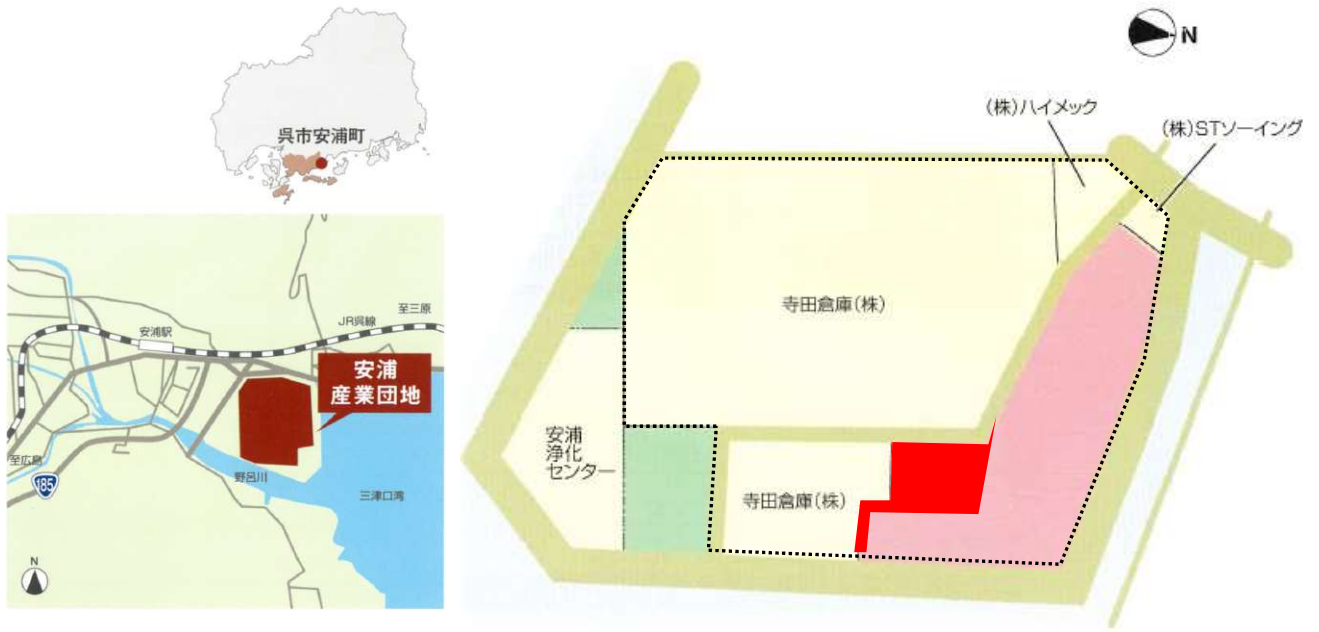 呉市安浦町
至三原
JR呉線
安浦駅
安浦
産業団地
至広島
185
野呂川
三津口湾
N
N
(株)ハイメック
(株)STソーイング
寺田倉庫(株)
安浦
浄化
センター
寺田倉庫(株)